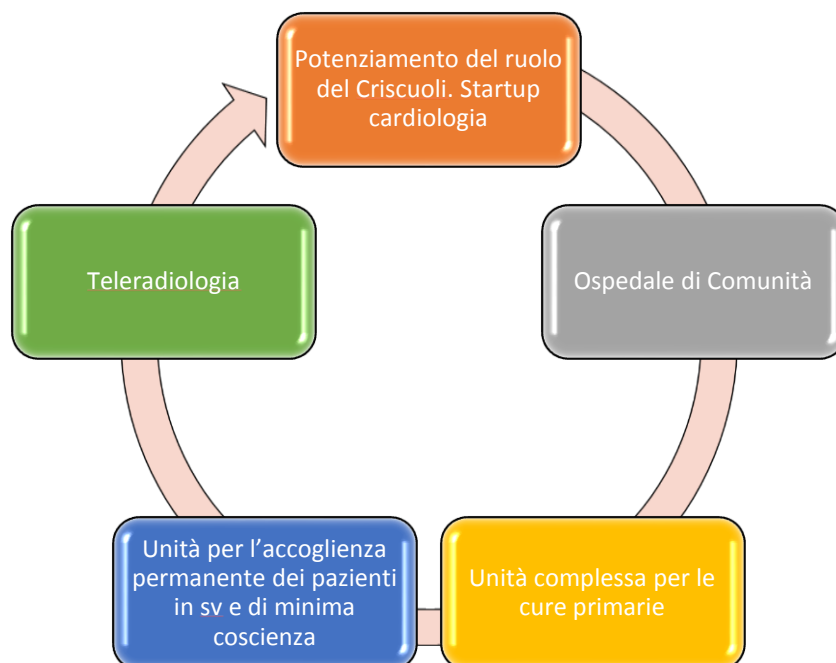 Potenziamento del ruolo
del Criscuoli. Startup
cardiologia
Teleradiologia
Ospedale di Comunità
Unità per l’accoglienza
permanente dei pazienti
in sv e di minima
coscienza
Unità complessa per le
cure primarie